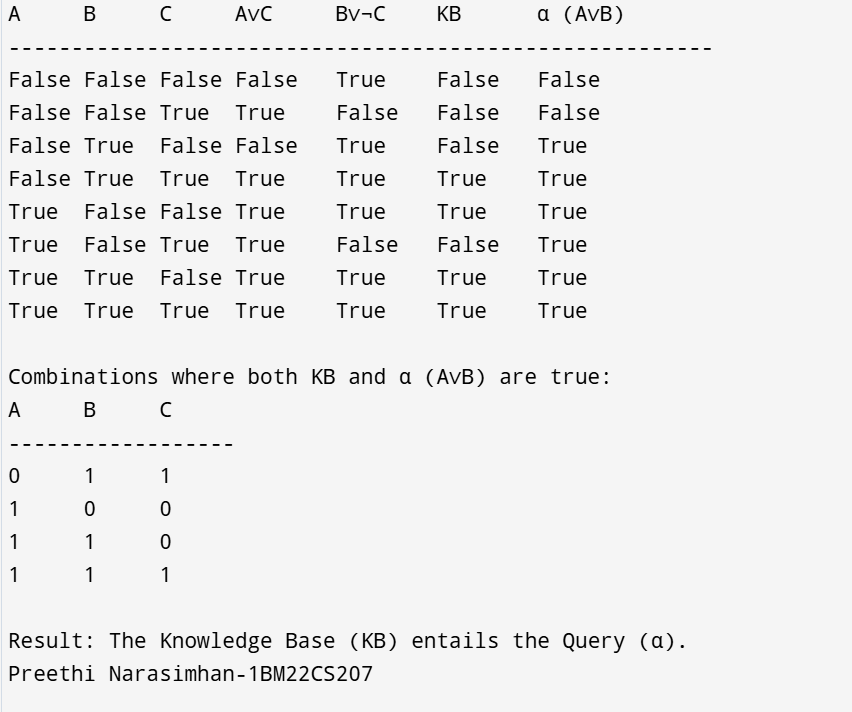 A B C A∨C B∨¬C KB α (A∨B)
--------------------------------------------------------
False False False False True False False
False False True True False False False
False True False False True False True
False True True True True True True
True False False True True True True
True False True True False False True
True True False True True True True
True True True True True True True
Combinations where both KB and α (A∨B) are true:
A B C
------------------
0 1 1
1 0 0
1 1 0
1 1 1
Result: The Knowledge Base (KB) entails the Query (α).
Preethi Narasimhan-1BM22CS207